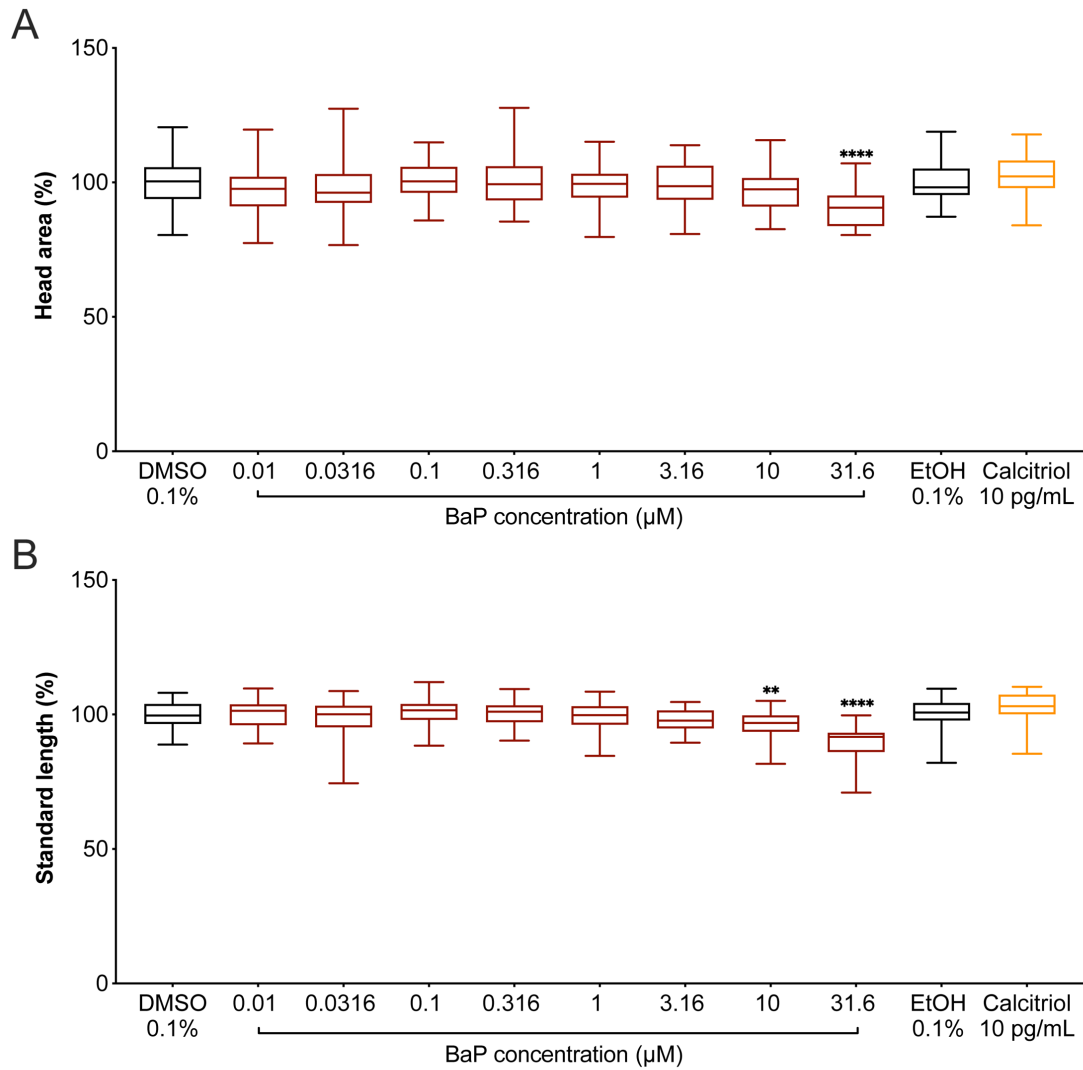 A
150
100
50
0
Head area (%)
****
DMSO 0.01 0.0316 0.1 0.316 1 3.16 10 31.6 EtOH Calcitriol
0.1% 0.1% 10 pg/mL
BaP concentration (µM)
B
150
100
50
0
Standard length (%)
**
****
DMSO 0.01 0.0316 0.1 0.316 1 3.16 10 31.6 EtOH Calcitriol
0.1% 0.1% 10 pg/mL
BaP concentration (µM)